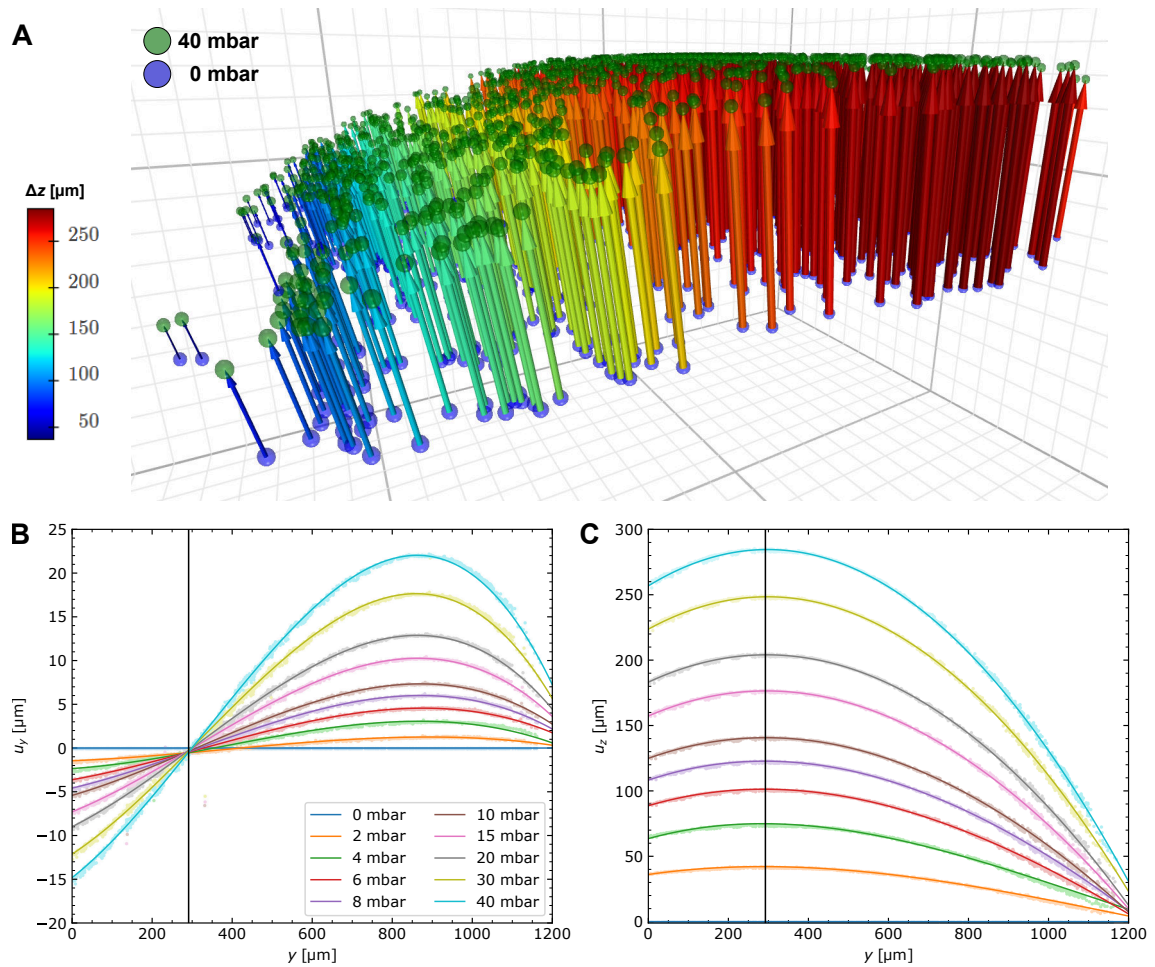 A
40 mbar
0 mbar
Δz [µm]
250
200
150
100
50
B
25
20
15
10
5
0
−5
−10
−15
−20
0 200 400 600 800 1000 1200
u_y [µm]
y [µm]
0 mbar
2 mbar
4 mbar
6 mbar
8 mbar
10 mbar
15 mbar
20 mbar
30 mbar
40 mbar
C
300
250
200
150
100
50
0
0 200 400 600 800 1000 1200
u_z [µm]
y [µm]